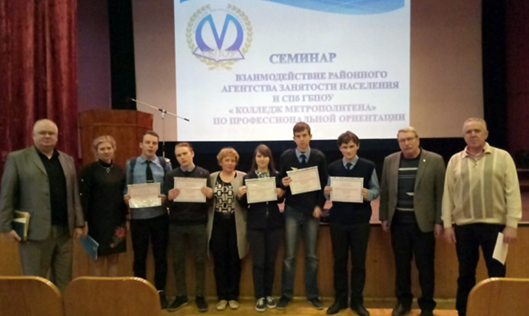 СЕМИНАР
ВЗАИМОДЕЙСТВИЕ РАЙОННОГО
АГЕНТСТВА ЗАНЯТОСТИ НАСЕЛЕНИЯ
И СПб ГБПОУ
« КОЛЛЕДЖ МЕТРОПОЛИТЕНА»
ПО ПРОФЕССИОНАЛЬНОЙ ОРИЕНТАЦИИ